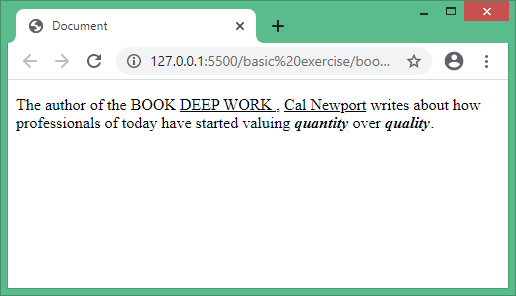 Document
127.0.0.1:5500/basic%20exercise/boo...
The author of the BOOK DEEP WORK , Cal Newport writes about how
professionals of today have started valuing quantity over quality.